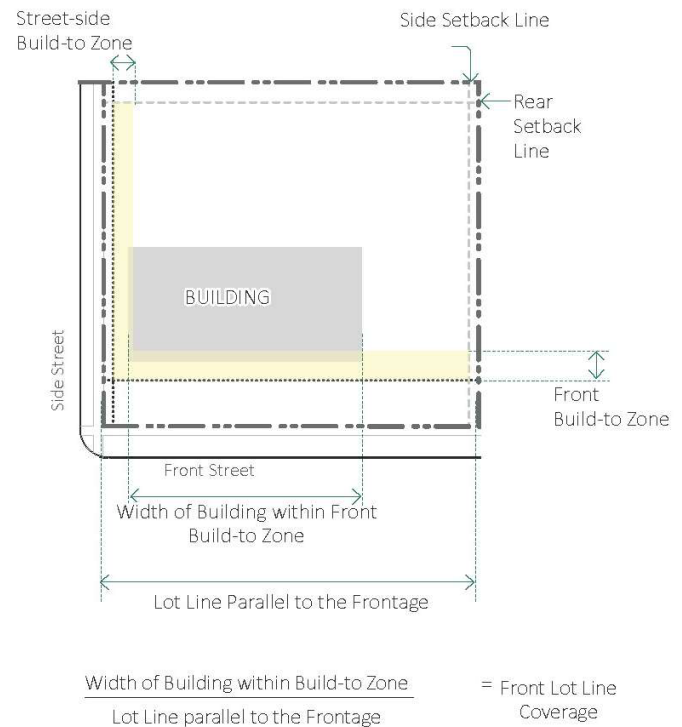 Street-side
Build-to Zone
Side Setback Line
Rear
Setback
Line
BUILDING
Side Street
Front
Build-to Zone
Front Street
Width of Building within Front
Build-to Zone
Lot Line Parallel to the Frontage
Width of Building within Build-to Zone
Lot Line parallel to the Frontage
= Front Lot Line
Coverage